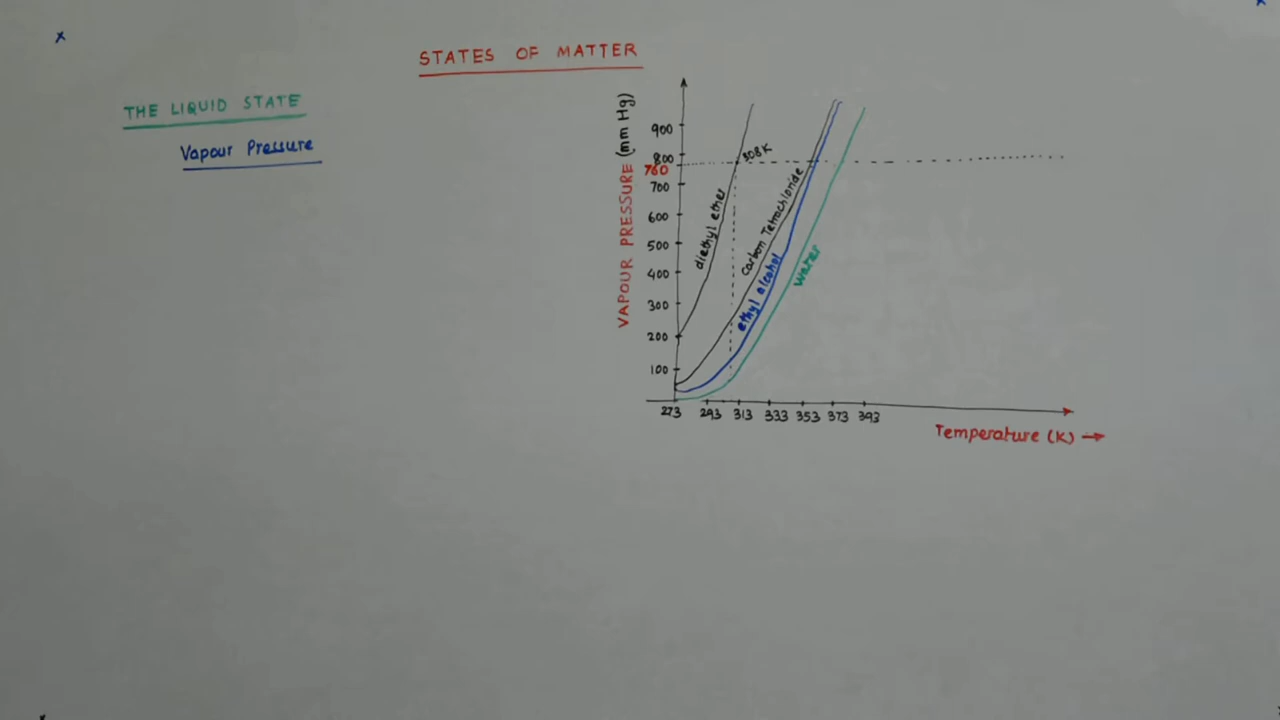 STATES OF MATTER
THE LIQUID STATE
Vapour Pressure
VAPOUR PRESSURE (mm Hg)
900
800
760
700
600
500
400
300
200
100
308K
diethyl ether
Carbon Tetrachloride
ethyl alcohol
water
273 293 313 333 353 373 393
Temperature (K) →